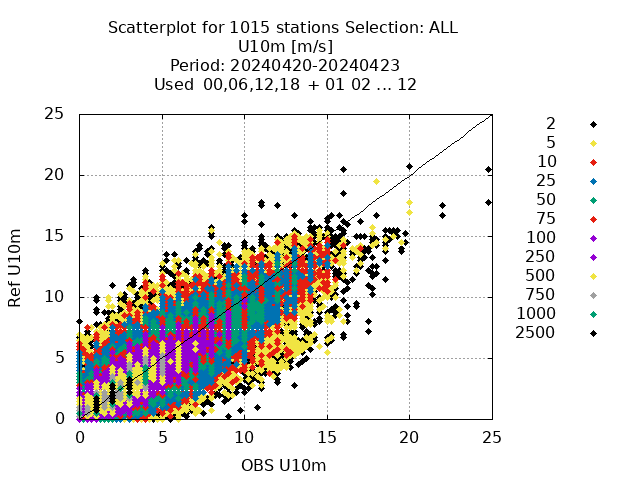 Scatterplot for 1015 stations Selection: ALL
U10m [m/s]
Period: 20240420-20240423
Used 00,06,12,18 + 01 02 ... 12
25
20
15
10
5
0
Ref U10m
0 5 10 15 20 25
OBS U10m
2
5
10
25
50
75
100
250
500
750
1000
2500